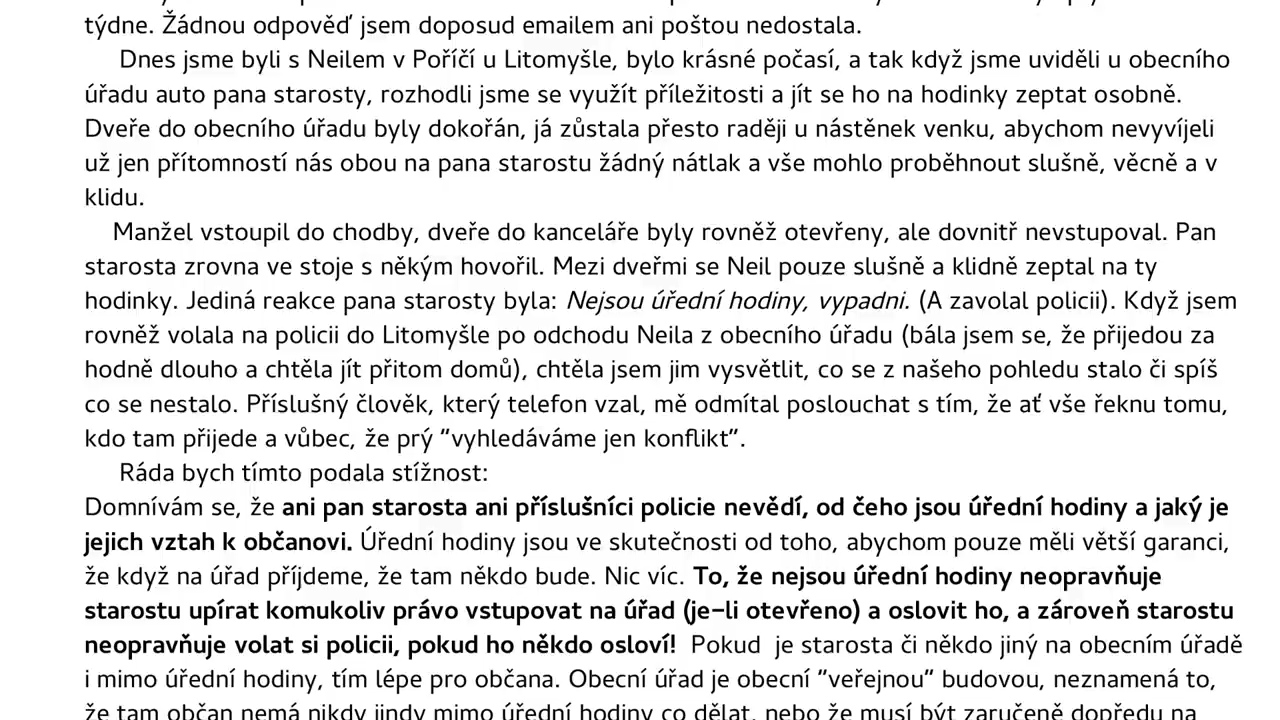 týdne. Žádnou odpověď jsem doposud emailem ani poštou nedostala.
Dnes jsme byli s Neilem v Poříčí u Litomyšle, bylo krásné počasí, a tak když jsme uviděli u obecního
úřadu auto pana starosty, rozhodli jsme se využít příležitosti a jít se ho na hodinky zeptat osobně.
Dveře do obecního úřadu byly dokořán, já zůstala přesto raději u nástěnek venku, abychom nevyvíjeli
už jen přítomností nás obou na pana starostu žádný nátlak a vše mohlo proběhnout slušně, věcně a v
klidu.
Manžel vstoupil do chodby, dveře do kanceláře byly rovněž otevřeny, ale dovnitř nevstupoval. Pan
starosta zrovna ve stoje s někým hovořil. Mezi dveřmi se Neil pouze slušně a klidně zeptal na ty
hodinky. Jediná reakce pana starosty byla: Nejsou úřední hodiny, vypadni. (A zavolal policii). Když jsem
rovněž volala na policii do Litomyšle po odchodu Neila z obecního úřadu (bála jsem se, že přijedou za
hodně dlouho a chtěla jít přitom domů), chtěla jsem jim vysvětlit, co se z našeho pohledu stalo či spíš
co se nestalo. Příslušný člověk, který telefon vzal, mě odmítal poslouchat s tím, že ať vše řeknu tomu,
kdo tam přijede a vůbec, že prý "vyhledáváme jen konflikt".
Ráda bych tímto podala stížnost:
Domnívám se, že ani pan starosta ani příslušníci policie nevědí, od čeho jsou úřední hodiny a jaký je
jejich vztah k občanovi. Úřední hodiny jsou ve skutečnosti od toho, abychom pouze měli větší garanci,
že když na úřad příjdeme, že tam někdo bude. Nic víc. To, že nejsou úřední hodiny neopravňuje
starostu upírat komukoliv právo vstupovat na úřad (je-li otevřeno) a oslovit ho, a zároveň starostu
neopravňuje volat si policii, pokud ho někdo osloví! Pokud je starosta či někdo jiný na obecním úřadě
i mimo úřední hodiny, tím lépe pro občana. Obecní úřad je obecní "veřejnou" budovou, neznamená to,
že tam občan nemá nikdy jindy mimo úřední hodiny co dělat, nebo že musí být zaručeně dopředu na